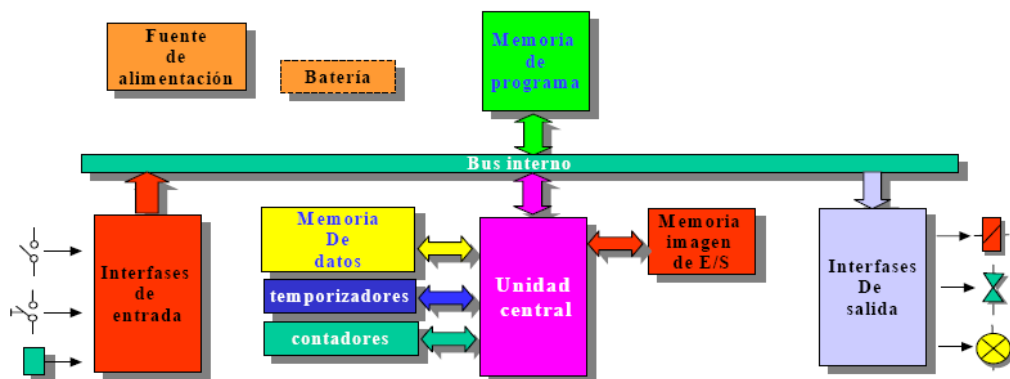 Fuente
de
alimentación
Batería
Memoria
de
programa
Bus interno
Interfases
de
entrada
Memoria
De
datos
temporizadores
contadores
Unidad
central
Memoria
imagen
de E/S
Interfases
De
salida